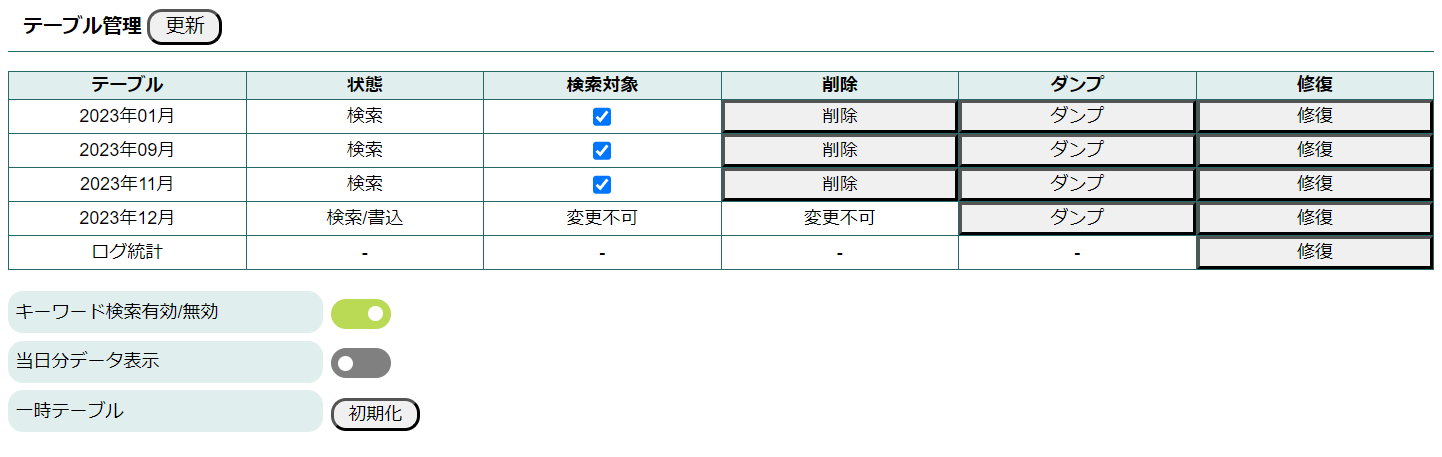 テーブル管理 更新
テーブル 状態 検索対象 削除 ダンプ 修復
2023年01月 検索 削除 ダンプ 修復
2023年09月 検索 削除 ダンプ 修復
2023年11月 検索 削除 ダンプ 修復
2023年12月 検索/書込 変更不可 変更不可 ダンプ 修復
ログ統計 - - - - 修復
キーワード検索有効/無効
当日分データ表示
一時テーブル 初期化